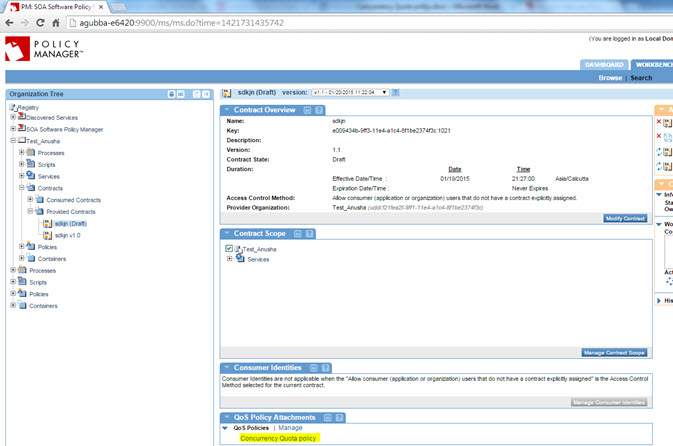 PM: SOA Software Policy
agubba-e6420:9900/ms/ms.do?time=1421731435742
POLICY
MANAGER™
(You are logged in as Local Dom
DASHBOARD WORKBENC
Browse | Search
Organization Tree
Registry
Discovered Services
SOA Software Policy Manager
Test_Anusha
Processes
Scripts
Services
Contracts
Consumed Contracts
Provided Contracts
sdkjn (Draft)
sdkjn v1.0
Policies
Containers
Processes
Scripts
Policies
Containers
sdkjn (Draft) version: v1.1 - 01/20/2015 11:22:04
Contract Overview
Name: sdkjn
Key: e009434b-9ff3-11e4-a1c4-8f1be2374f3c:1021
Description:
Version: 1.1
Contract State: Draft
Duration: Date Time
Effective Date/Time : 01/19/2015 21:27:00 Asia/Calcutta
Expiration Date/Time : Never Expires
Access Control Method: Allow consumer (application or organization) users that do not have a contract explicitly assigned.
Provider Organization: Test_Anusha (uddi:f21fea2f-9ff1-11e4-a1c4-8f1be2374f3c)
Modify Contract
Contract Scope
Test_Anusha
Services
Manage Contract Scope
Consumer Identities
Consumer Identities are not applicable when the "Allow consumer (application or organization) users that do not have a contract explicitly assigned" is the Access Control
Method selected for the current contract.
Manage Consumer Identities
QoS Policy Attachments
QoS Policies | Manage
Concurrency Quota policy
A
C
Info
Sta
Ow
Wo
Co
Act
His